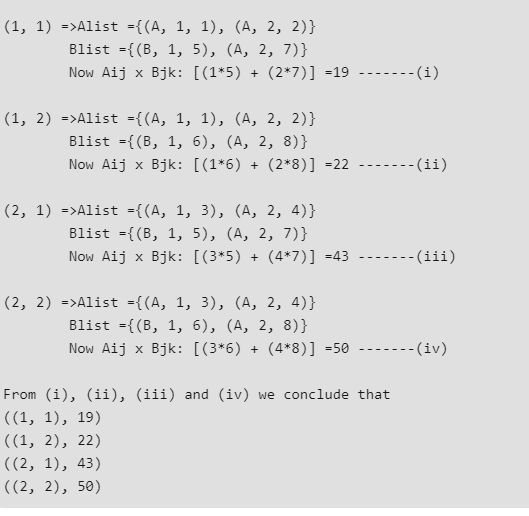 (1, 1) =>Alist ={(A, 1, 1), (A, 2, 2)}
Blist ={(B, 1, 5), (A, 2, 7)}
Now Aij x Bjk: [(1*5) + (2*7)] =19 -------(i)
(1, 2) =>Alist ={(A, 1, 1), (A, 2, 2)}
Blist ={(B, 1, 6), (A, 2, 8)}
Now Aij x Bjk: [(1*6) + (2*8)] =22 -------(ii)
(2, 1) =>Alist ={(A, 1, 3), (A, 2, 4)}
Blist ={(B, 1, 5), (A, 2, 7)}
Now Aij x Bjk: [(3*5) + (4*7)] =43 -------(iii)
(2, 2) =>Alist ={(A, 1, 3), (A, 2, 4)}
Blist ={(B, 1, 6), (A, 2, 8)}
Now Aij x Bjk: [(3*6) + (4*8)] =50 -------(iv)
From (i), (ii), (iii) and (iv) we conclude that
((1, 1), 19)
((1, 2), 22)
((2, 1), 43)
((2, 2), 50)